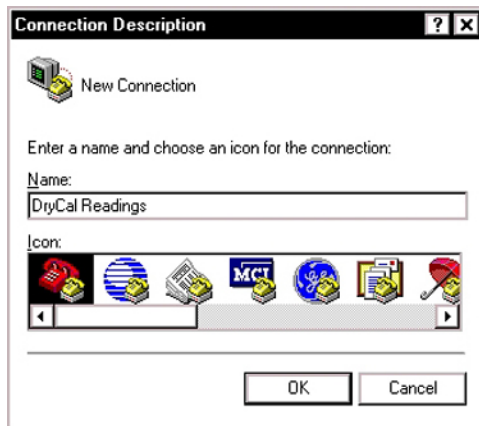 Connection Description
New Connection
Enter a name and choose an icon for the connection:
Name:
DryCal Readings
Icon:
MCI
OK
Cancel